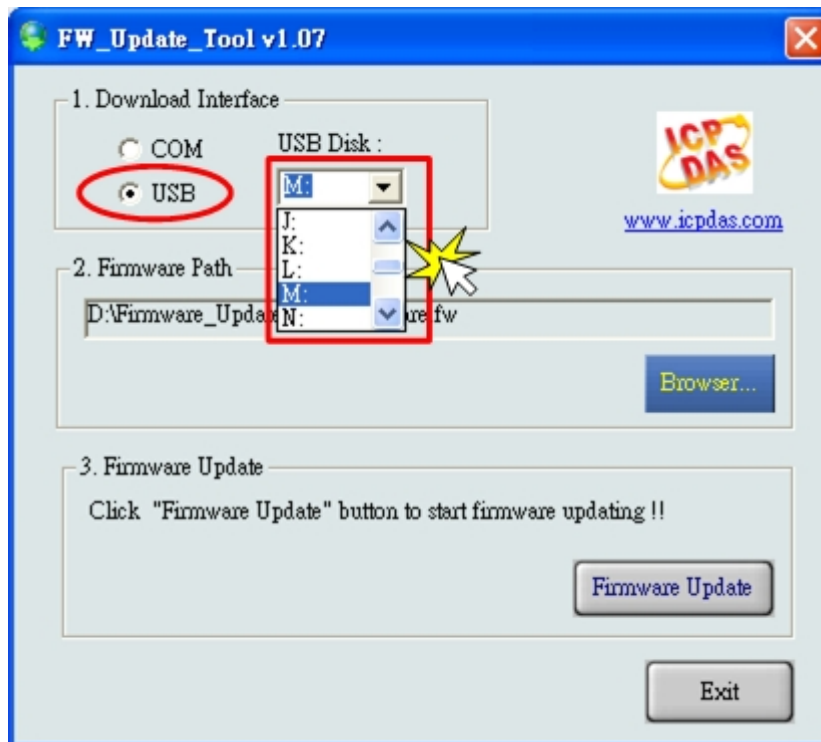 FW_Update_Tool v1.07
1. Download Interface
COM
USB Disk :
USB
M:
J:
K:
L:
M:
N:
ICP
DAS
www.icpdas.com
2. Firmware Path
D:\Firmware_Upda are.fw
Browser...
3. Firmware Update
Click "Firmware Update" button to start firmware updating !!
Firmware Update
Exit